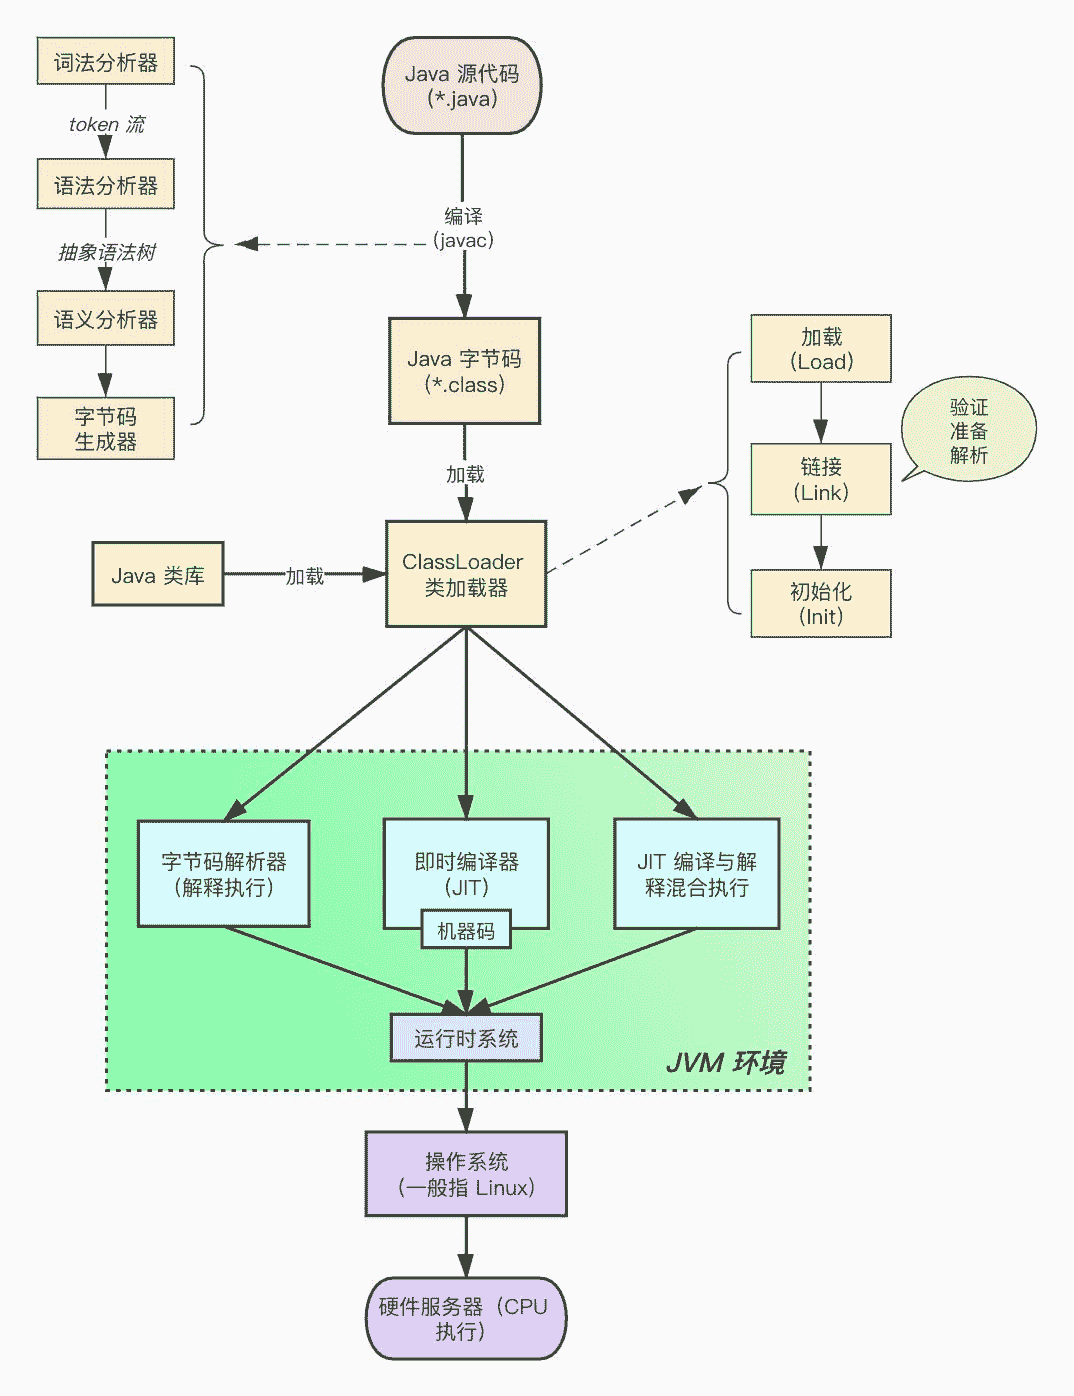 词法分析器
token 流
语法分析器
抽象语法树
语义分析器
字节码
生成器
Java 源代码
(*.java)
编译
(javac)
Java 字节码
(*.class)
加载
Java 类库
加载
ClassLoader
类加载器
加载
(Load)
链接
(Link)
初始化
(Init)
验证
准备
解析
字节码解析器
(解释执行)
即时编译器
(JIT)
机器码
JIT 编译与解
释混合执行
运行时系统
JVM 环境
操作系统
(一般指 Linux)
硬件服务器（CPU
执行）